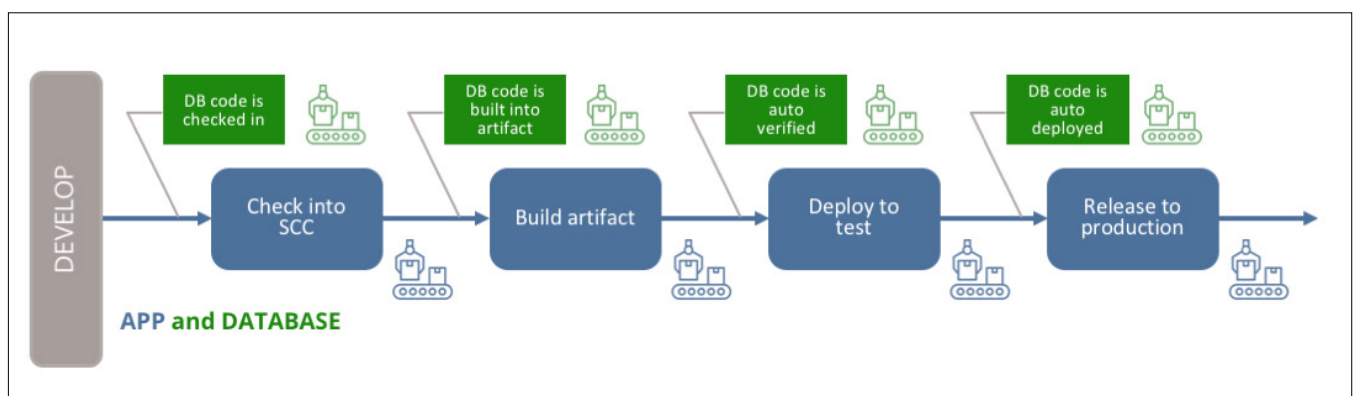 DEVELOP
DB code is
checked in
DB code is
built into
artifact
DB code is
auto
verified
DB code is
auto
deployed
Check into
SCC
Build artifact
Deploy to
test
Release to
production
APP and DATABASE